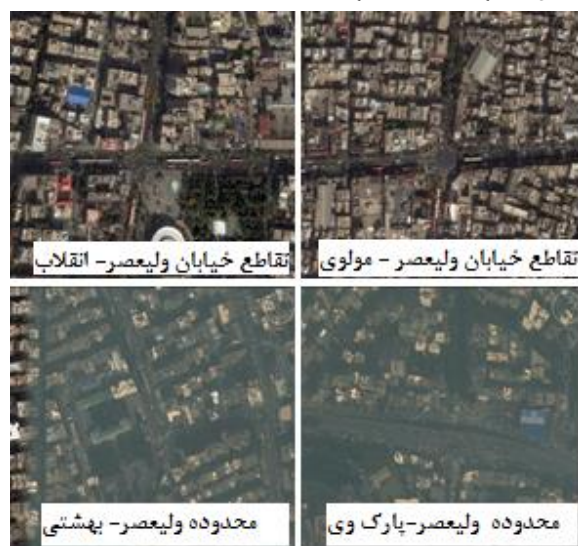 تقاطع خیابان ولیعصر - مولوی
تقاطع خیابان ولیعصر- انقلاب
محدوده ولیعصر-پارک وی
محدوده ولیعصر- بهشتی